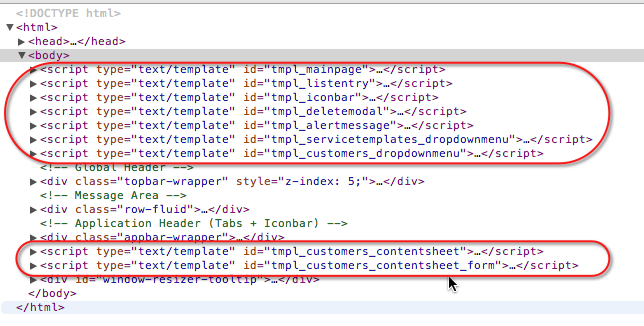 <!DOCTYPE html>
<html>
<head>…</head>
<body>
<script type="text/template" id="tmpl_mainpage">…</script>
<script type="text/template" id="tmpl_listentry">…</script>
<script type="text/template" id="tmpl_iconbar">…</script>
<script type="text/template" id="tmpl_deletemodal">…</script>
<script type="text/template" id="tmpl_alertmessage">…</script>
<script type="text/template" id="tmpl_servicetemplates_dropdownmenu">…</script>
<script type="text/template" id="tmpl_customers_dropdownmenu">…</script>
<!-- Global Header -->
<div class="topbar-wrapper" style="z-index: 5;">…</div>
<!-- Message Area -->
<div class="row-fluid">…</div>
<!-- Application Header (Tabs + Iconbar) -->
<div class="appbar-wrapper">…</div>
<script type="text/template" id="tmpl_customers_contentsheet">…</script>
<script type="text/template" id="tmpl_customers_contentsheet_form">…</script>
<div id="window-resizer-tooltip">…</div>
</body>
</html>